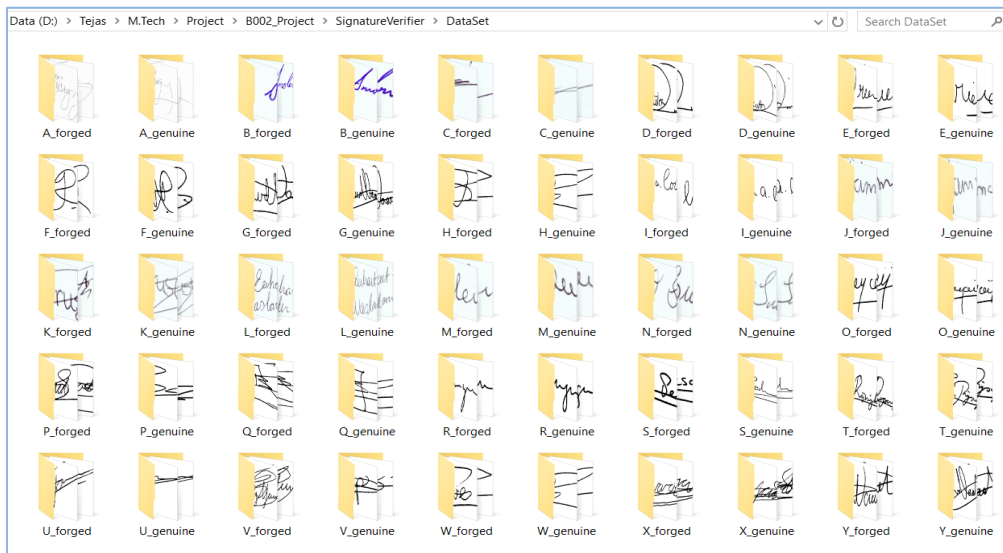 Data (D:) > Tejas > M.Tech > Project > B002_Project > SignatureVerifier > DataSet
Search DataSet
A_forged A_genuine B_forged B_genuine C_forged C_genuine D_forged D_genuine E_forged E_genuine
F_forged F_genuine G_forged G_genuine H_forged H_genuine I_forged I_genuine J_forged J_genuine
K_forged K_genuine L_forged L_genuine M_forged M_genuine N_forged N_genuine O_forged O_genuine
P_forged P_genuine Q_forged Q_genuine R_forged R_genuine S_forged S_genuine T_forged T_genuine
U_forged U_genuine V_forged V_genuine W_forged W_genuine X_forged X_genuine Y_forged Y_genuine